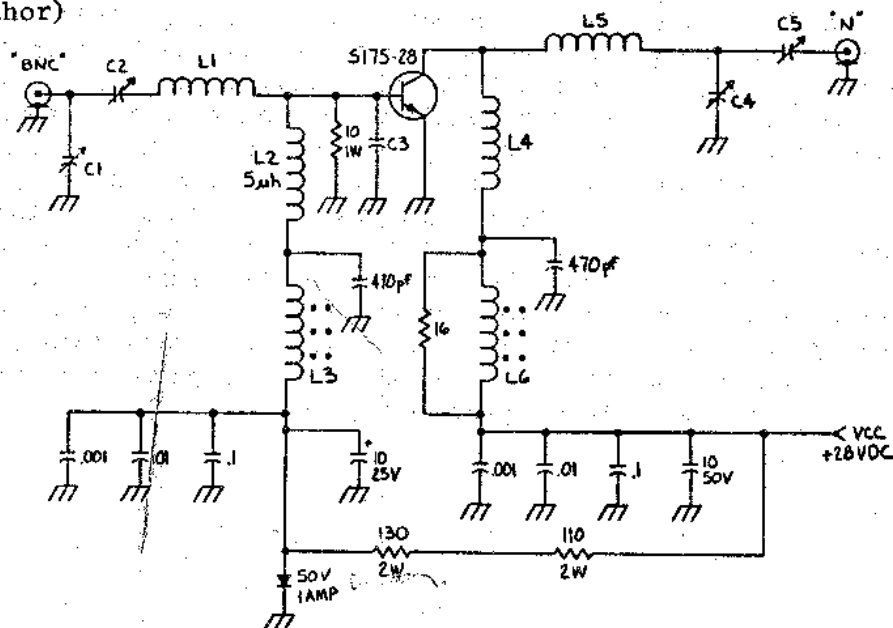 hor)
"BNC"
C2
L1
S175-28
L5
C5
"N"
C1
L2
5μh
10
1W
C3
L4
C4
470pf
470pf
L3
16
L6
.001
.01
.1
10
25V
.001
.01
.1
10
50V
VCC
+28VDC
130
2W
110
2W
50V
1AMP